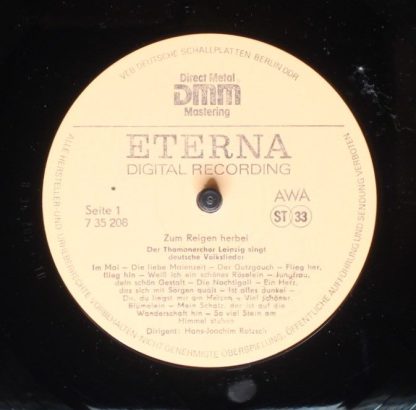 VEB DEUTSCHE SCHALLPLATTEN BERLIN DDR
Direct Metal
DMM
Mastering
ETERNA
DIGITAL RECORDING
Seite 1
7 35 208
AWA
ST 33
Zum Reigen herbei
Der Thomanerchor Leipzig singt
deutsche Volkslieder
Im Mai – Die liebe Maienzeit – Der Gutzgauch – Flieg her,
flieg hin – Weiß ich ein schönes Röselein – Jungfrau,
dein schön Gestalt – Die Nachtigall – Ein Herz,
das sich mit Sorgen quält – Ist alles dunkel –
Du, du liegst mir am Herzen – Viel schöner
Blümelein – Mein Schatz, der ist auf die
Wanderschaft hin – So viel Stern am
Himmel stehen
Dirigent: Hans-Joachim Rotzsch
ALLE HERSTELLER- UND URHEBERRECHTE VORBEHALTEN · NICHT GENEHMIGTE ÜBERSPIELUNG, ÖFFENTLICHE AUFFÜHRUNG UND SENDUNG VERBOTEN